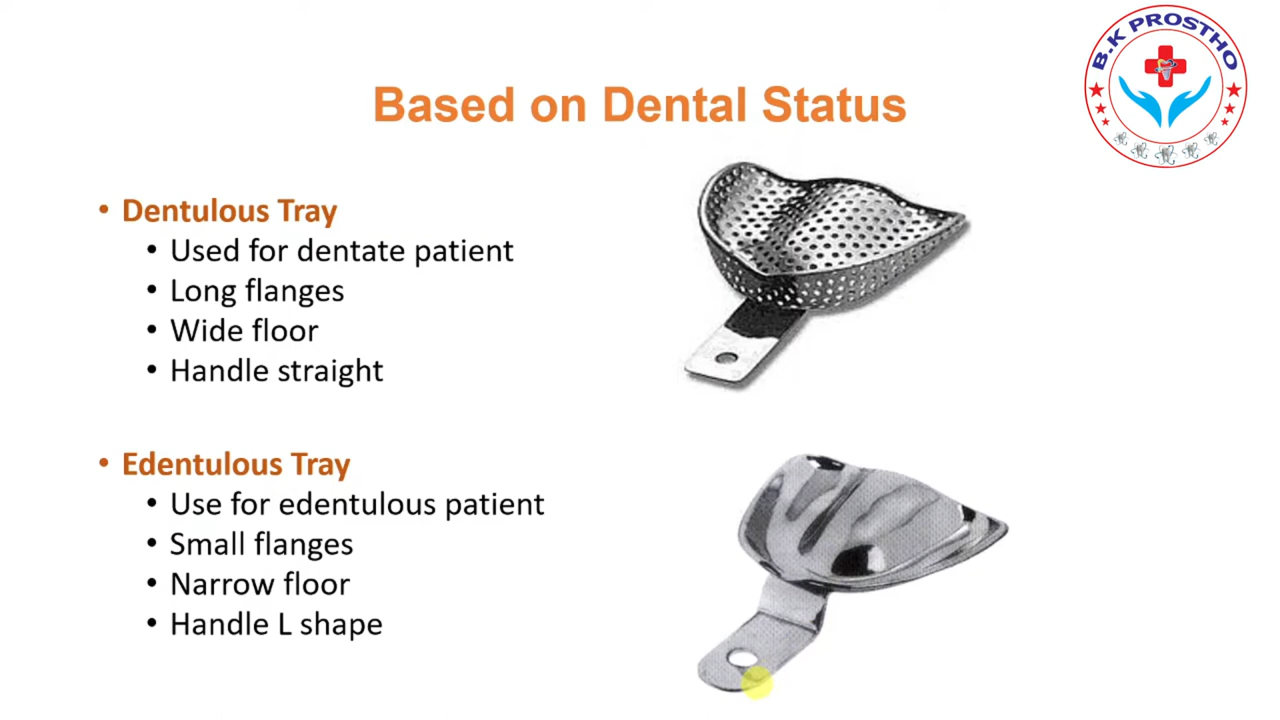 B.K PROSTHO
Based on Dental Status
• Dentulous Tray
• Used for dentate patient
• Long flanges
• Wide floor
• Handle straight
• Edentulous Tray
• Use for edentulous patient
• Small flanges
• Narrow floor
• Handle L shape